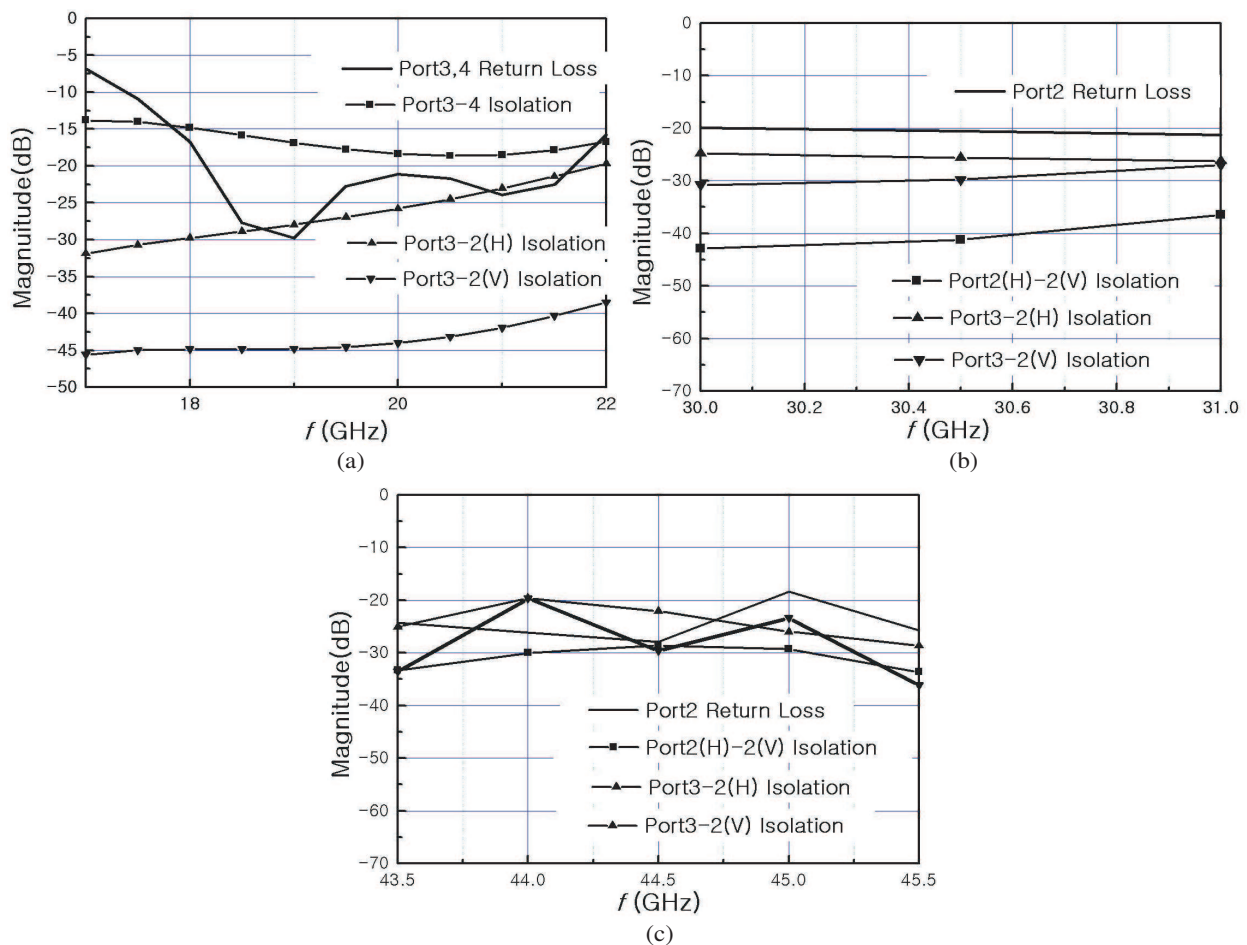 0
-5
-10
-15
-20
-25
-30
-35
-40
-45
-50
Magnitude(dB)
Port3,4 Return Loss
Port3-4 Isolation
Port3-2(H) Isolation
Port3-2(V) Isolation
18 20 22
f (GHz)
(a)
0
-10
-20
-30
-40
-50
-60
-70
Magnitude(dB)
Port2 Return Loss
Port2(H)-2(V) Isolation
Port3-2(H) Isolation
Port3-2(V) Isolation
30.0 30.2 30.4 30.6 30.8 31.0
f (GHz)
(b)
0
-10
-20
-30
-40
-50
-60
-70
Magnitude(dB)
Port2 Return Loss
Port2(H)-2(V) Isolation
Port3-2(H) Isolation
Port3-2(V) Isolation
43.5 44.0 44.5 45.0 45.5
f (GHz)
(c)